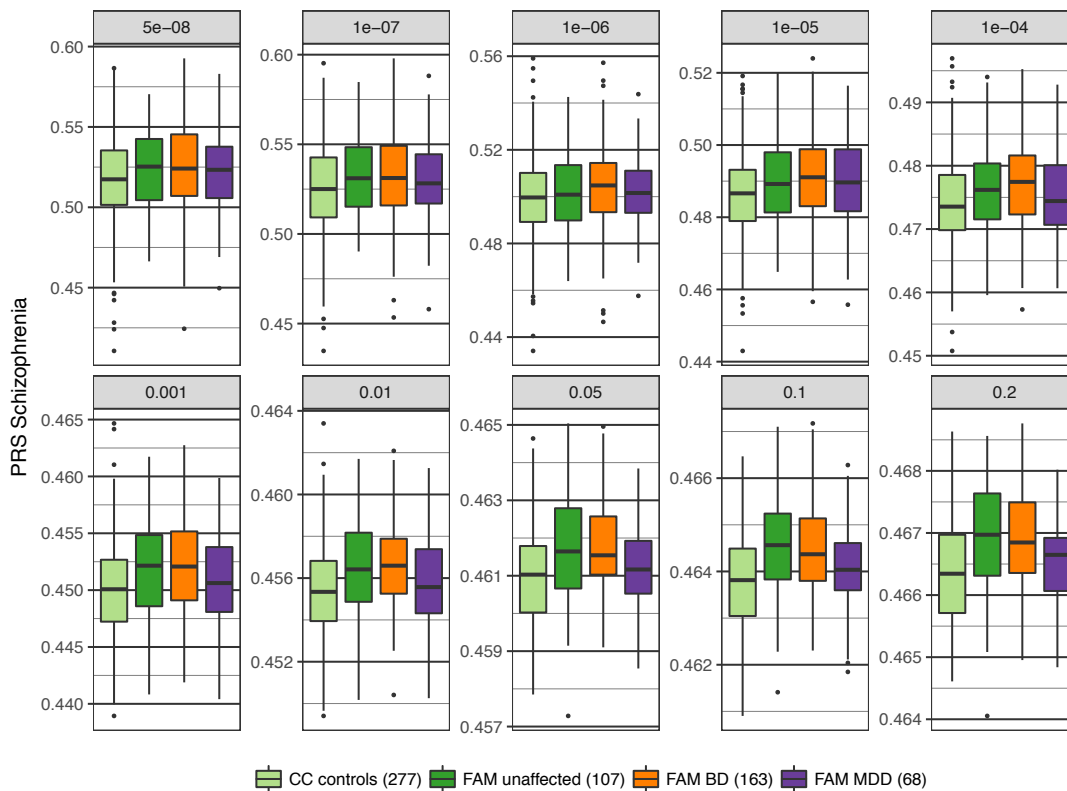 5e-08 1e-07 1e-06 1e-05 1e-04
0.60 0.55 0.50 0.45
0.60 0.55 0.50 0.45
0.56 0.52 0.48 0.44
0.52 0.50 0.48 0.46 0.44
0.49 0.48 0.47 0.46 0.45
PRS Schizophrenia
0.001 0.01 0.05 0.1 0.2
0.465 0.460 0.455 0.450 0.445 0.440
0.464 0.460 0.456 0.452
0.465 0.463 0.461 0.459 0.457
0.466 0.464 0.462
0.468 0.467 0.466 0.465 0.464
CC controls (277) FAM unaffected (107) FAM BD (163) FAM MDD (68)